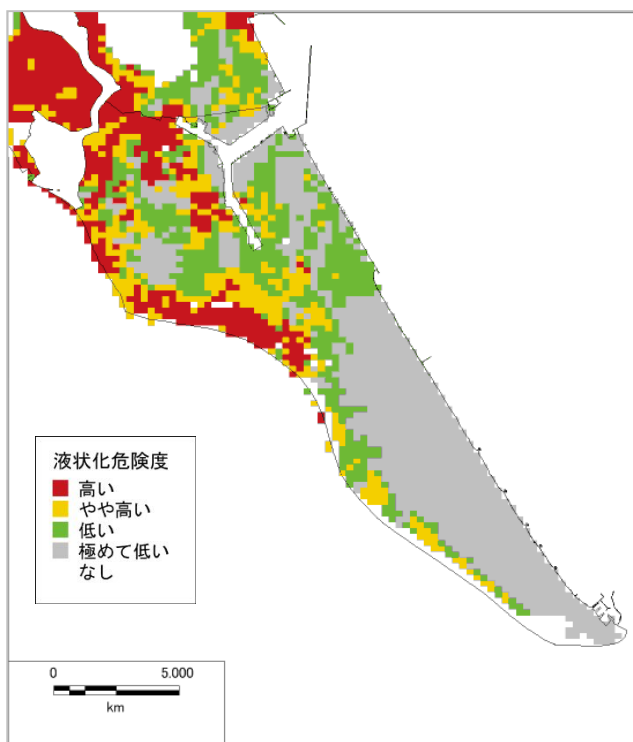 液状化危険度
高い
やや高い
低い
極めて低い
なし
0 5.000
km